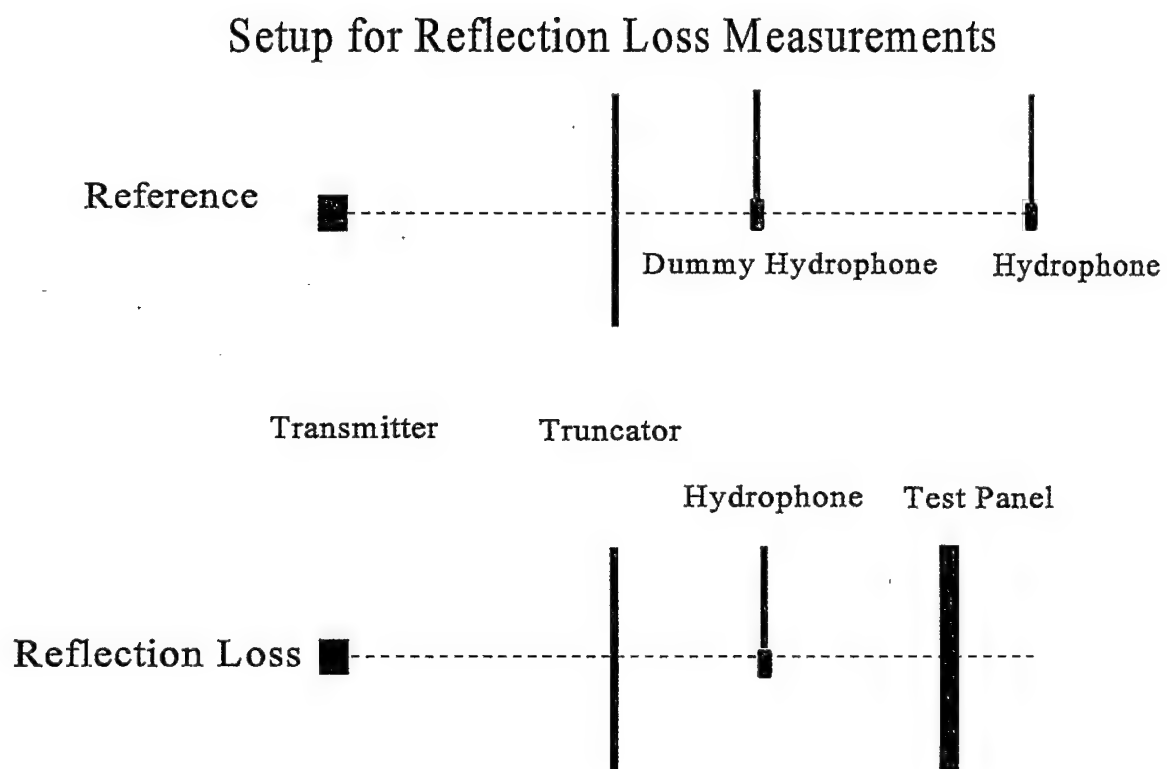 Setup for Reflection Loss Measurements
Reference
Dummy Hydrophone
Hydrophone
Transmitter
Truncator
Hydrophone
Test Panel
Reflection Loss